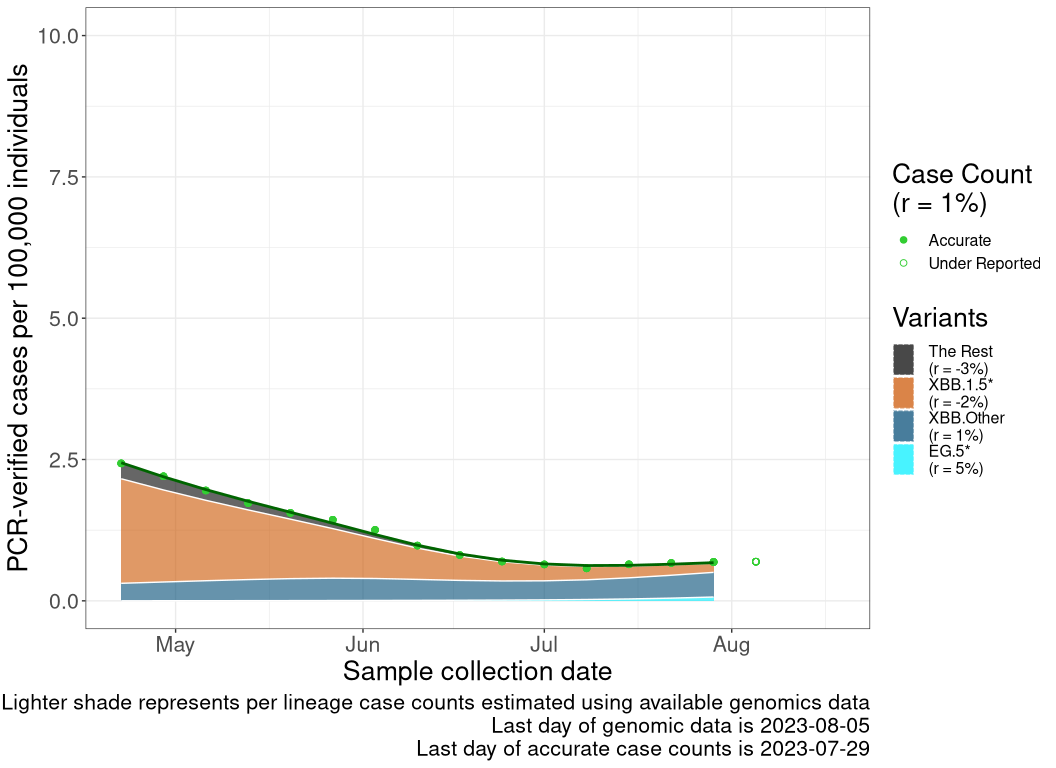 PCR-verified cases per 100,000 individuals
10.0
7.5
5.0
2.5
0.0
May
Jun
Jul
Aug
Sample collection date
Case Count
(r = 1%)
Accurate
Under Reported
Variants
The Rest
(r = -3%)
XBB.1.5*
(r = -2%)
XBB.Other
(r = 1%)
EG.5*
(r = 5%)
Lighter shade represents per lineage case counts estimated using available genomics data
Last day of genomic data is 2023-08-05
Last day of accurate case counts is 2023-07-29